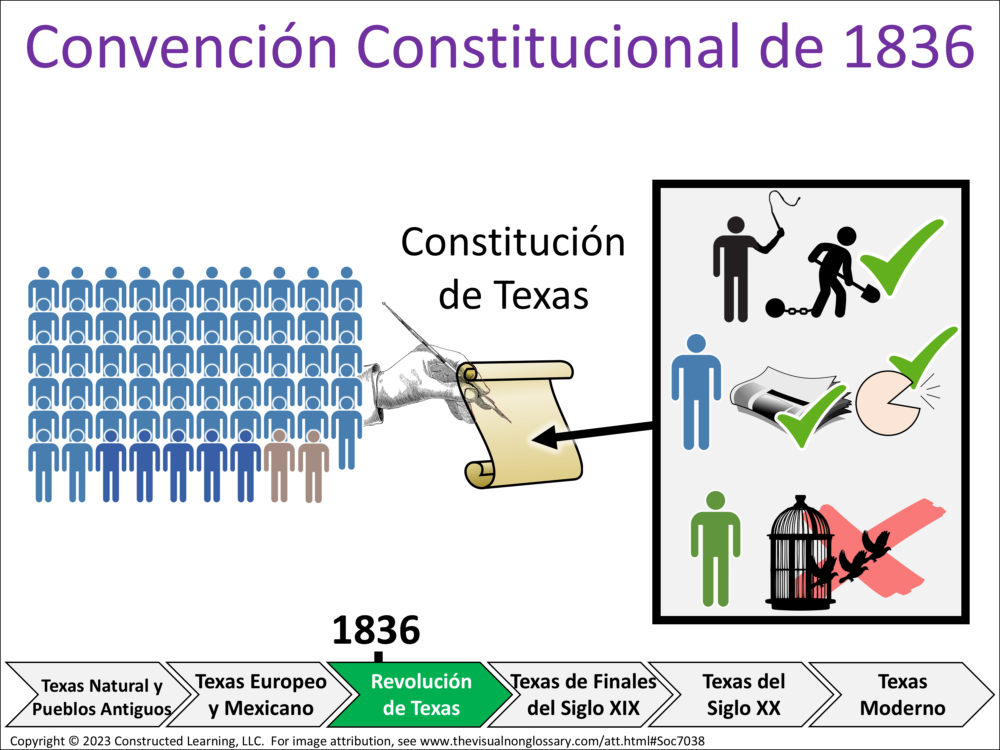 Convención Constitucional de 1836
Constitución
de Texas
1836
Texas Natural y
Pueblos Antiguos
Texas Europeo
y Mexicano
Revolución
de Texas
Texas de Finales
del Siglo XIX
Texas del
Siglo XX
Texas
Moderno
Copyright © 2023 Constructed Learning, LLC.  For image attribution, see www.thevisualnonglossary.com/att.html#Soc7038